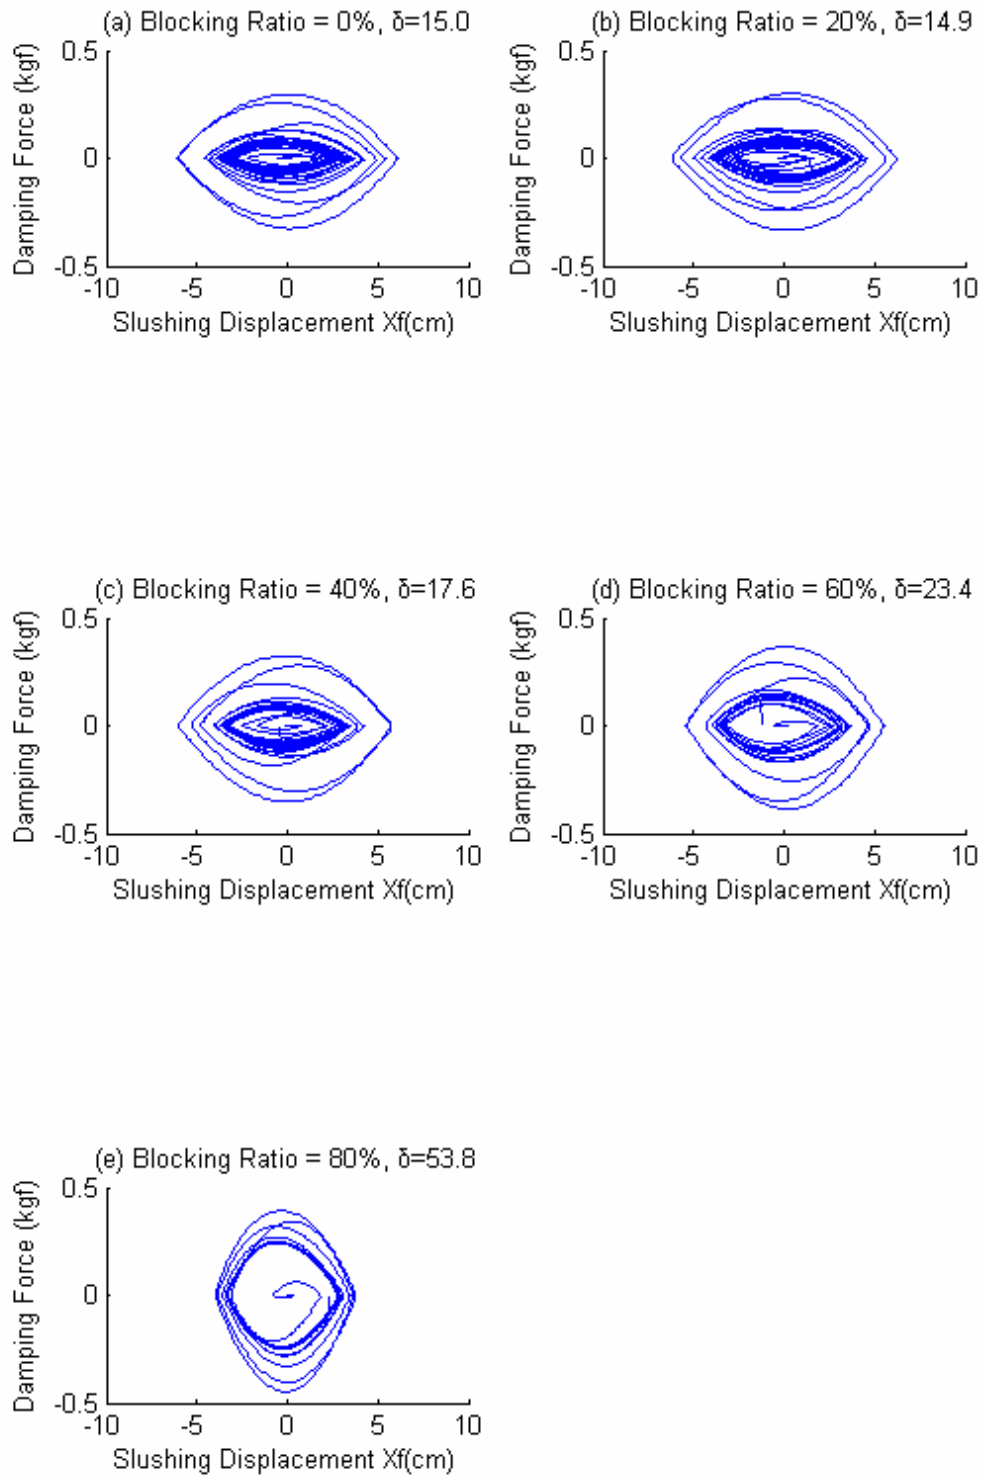 (a) Blocking Ratio = 0%, δ=15.0
(b) Blocking Ratio = 20%, δ=14.9
Damping Force (kgf)
0.5
0
-0.5
-10 -5 0 5 10
Slushing Displacement Xf(cm)
Damping Force (kgf)
0.5
0
-0.5
-10 -5 0 5 10
Slushing Displacement Xf(cm)
(c) Blocking Ratio = 40%, δ=17.6
(d) Blocking Ratio = 60%, δ=23.4
Damping Force (kgf)
0.5
0
-0.5
-10 -5 0 5 10
Slushing Displacement Xf(cm)
Damping Force (kgf)
0.5
0
-0.5
-10 -5 0 5 10
Slushing Displacement Xf(cm)
(e) Blocking Ratio = 80%, δ=53.8
Damping Force (kgf)
0.5
0
-0.5
-10 -5 0 5 10
Slushing Displacement Xf(cm)